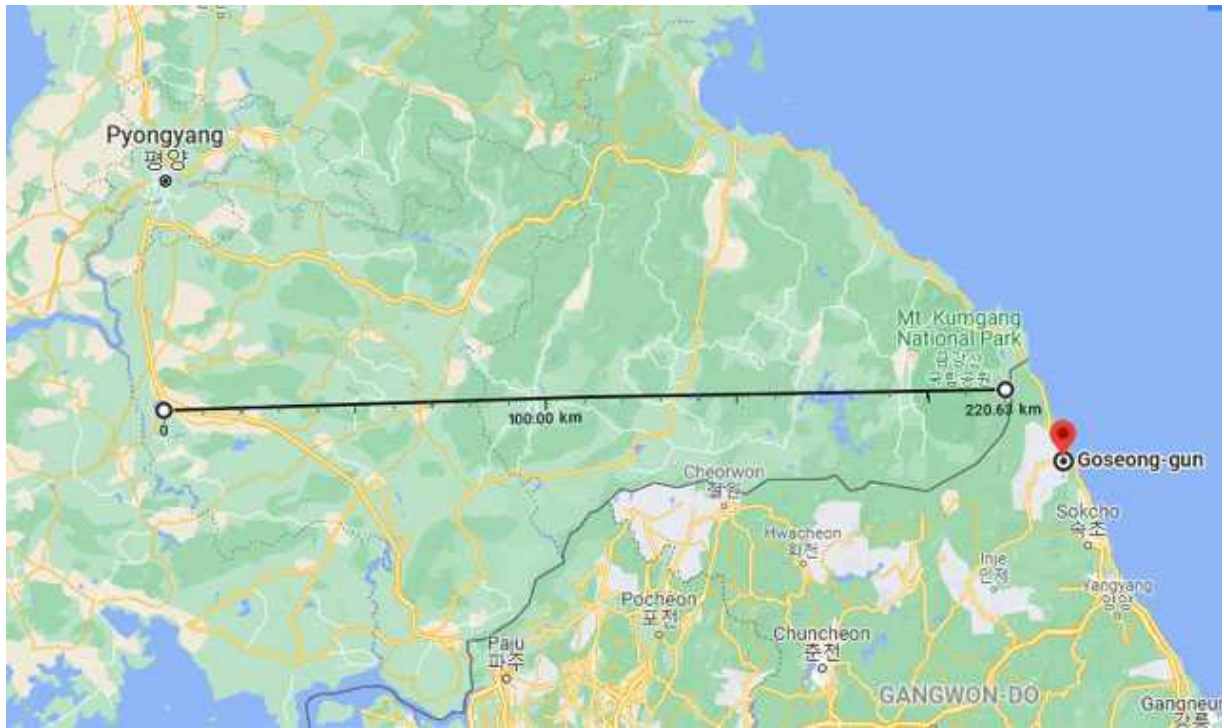 Pyongyang
평양
Mt. Kumgang
National Park
금강산
국립공원
0
100.00 km
220.63 km
Goseong-gun
Cheorwon
철원
Sokcho
속초
Hwacheon
화천
Inje
인제
Yangyang
양양
Pocheon
포천
Paju
파주
Chuncheon
춘천
GANGWON-DO
Gangneun